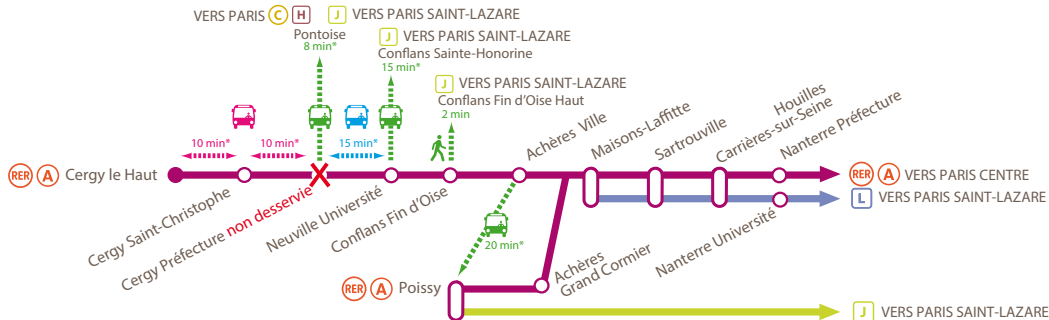 VERS PARIS C H J VERS PARIS SAINT-LAZARE
Pontoise
8 min*
J VERS PARIS SAINT-LAZARE
Conflans Sainte-Honorine
15 min*
J VERS PARIS SAINT-LAZARE
Conflans Fin d'Oise Haut
2 min
10 min*
10 min*
15 min*
RER A Cergy le Haut
Cergy Saint-Christophe
Cergy Préfecture non desservie
Neuville Université
Conflans Fin d'Oise
Achères Ville
Maisons-Laffitte
Sartrouville
Houilles
Carrières-sur-Seine
Nanterre Préfecture
RER A VERS PARIS CENTRE
L VERS PARIS SAINT-LAZARE
Nanterre Université
20 min*
Achères
Grand Cormier
RER A Poissy
J VERS PARIS SAINT-LAZARE